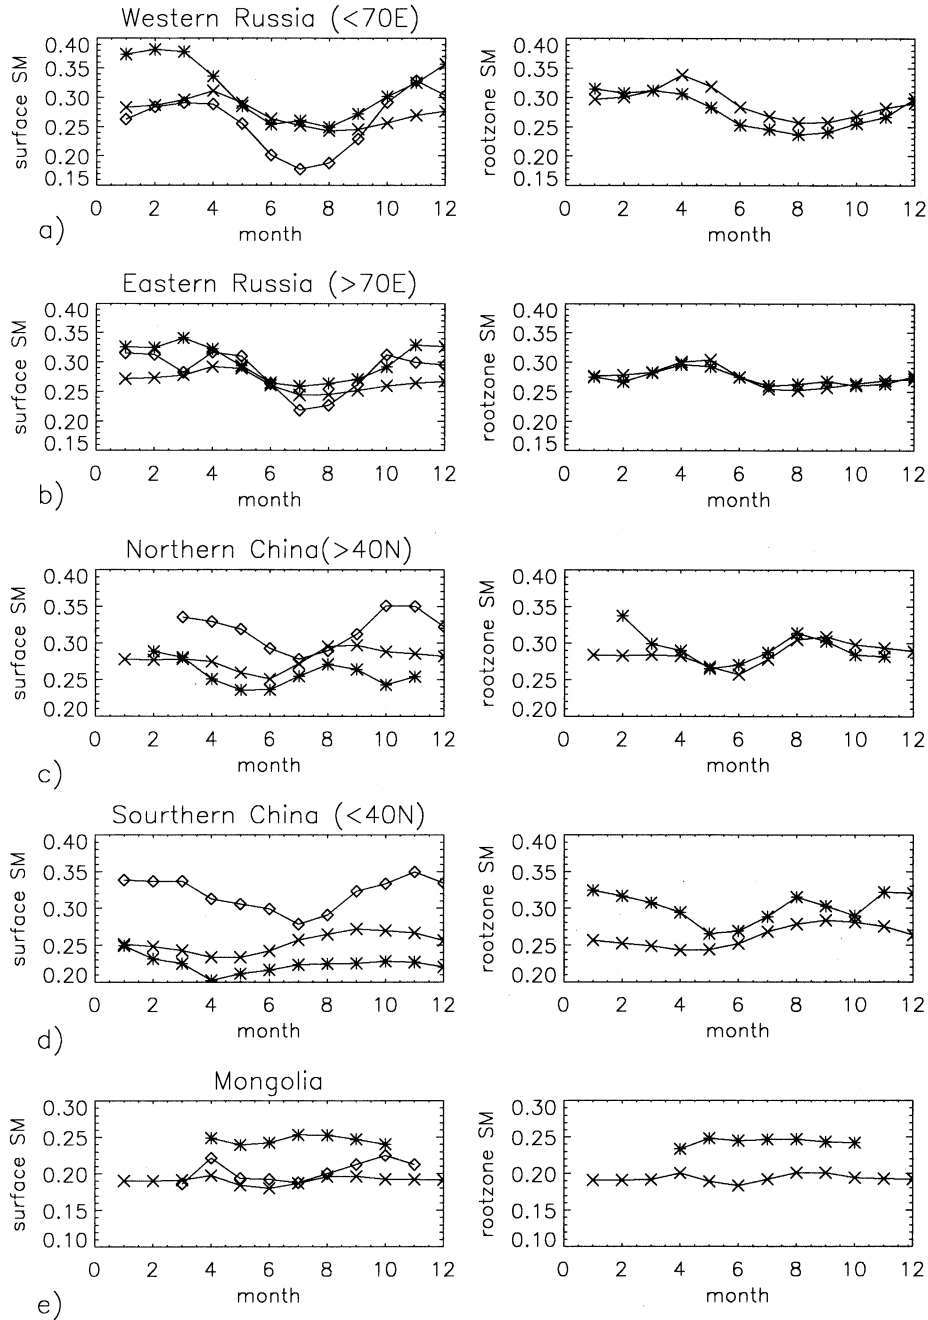 Western Russia (<70E)
surface SM
0.40
0.35
0.30
0.25
0.20
0.15
0 2 4 6 8 10 12
month
rootzone SM
0.40
0.35
0.30
0.25
0.20
0.15
0 2 4 6 8 10 12
month
a)
Eastern Russia (>70E)
surface SM
0.40
0.35
0.30
0.25
0.20
0.15
0 2 4 6 8 10 12
month
rootzone SM
0.40
0.35
0.30
0.25
0.20
0.15
0 2 4 6 8 10 12
month
b)
Northern China(>40N)
surface SM
0.40
0.35
0.30
0.25
0.20
0 2 4 6 8 10 12
month
rootzone SM
0.40
0.35
0.30
0.25
0.20
0 2 4 6 8 10 12
month
c)
Sourthern China (<40N)
surface SM
0.40
0.35
0.30
0.25
0.20
0 2 4 6 8 10 12
month
rootzone SM
0.40
0.35
0.30
0.25
0.20
0 2 4 6 8 10 12
month
d)
Mongolia
surface SM
0.30
0.25
0.20
0.15
0.10
0 2 4 6 8 10 12
month
rootzone SM
0.30
0.25
0.20
0.15
0.10
0 2 4 6 8 10 12
month
e)